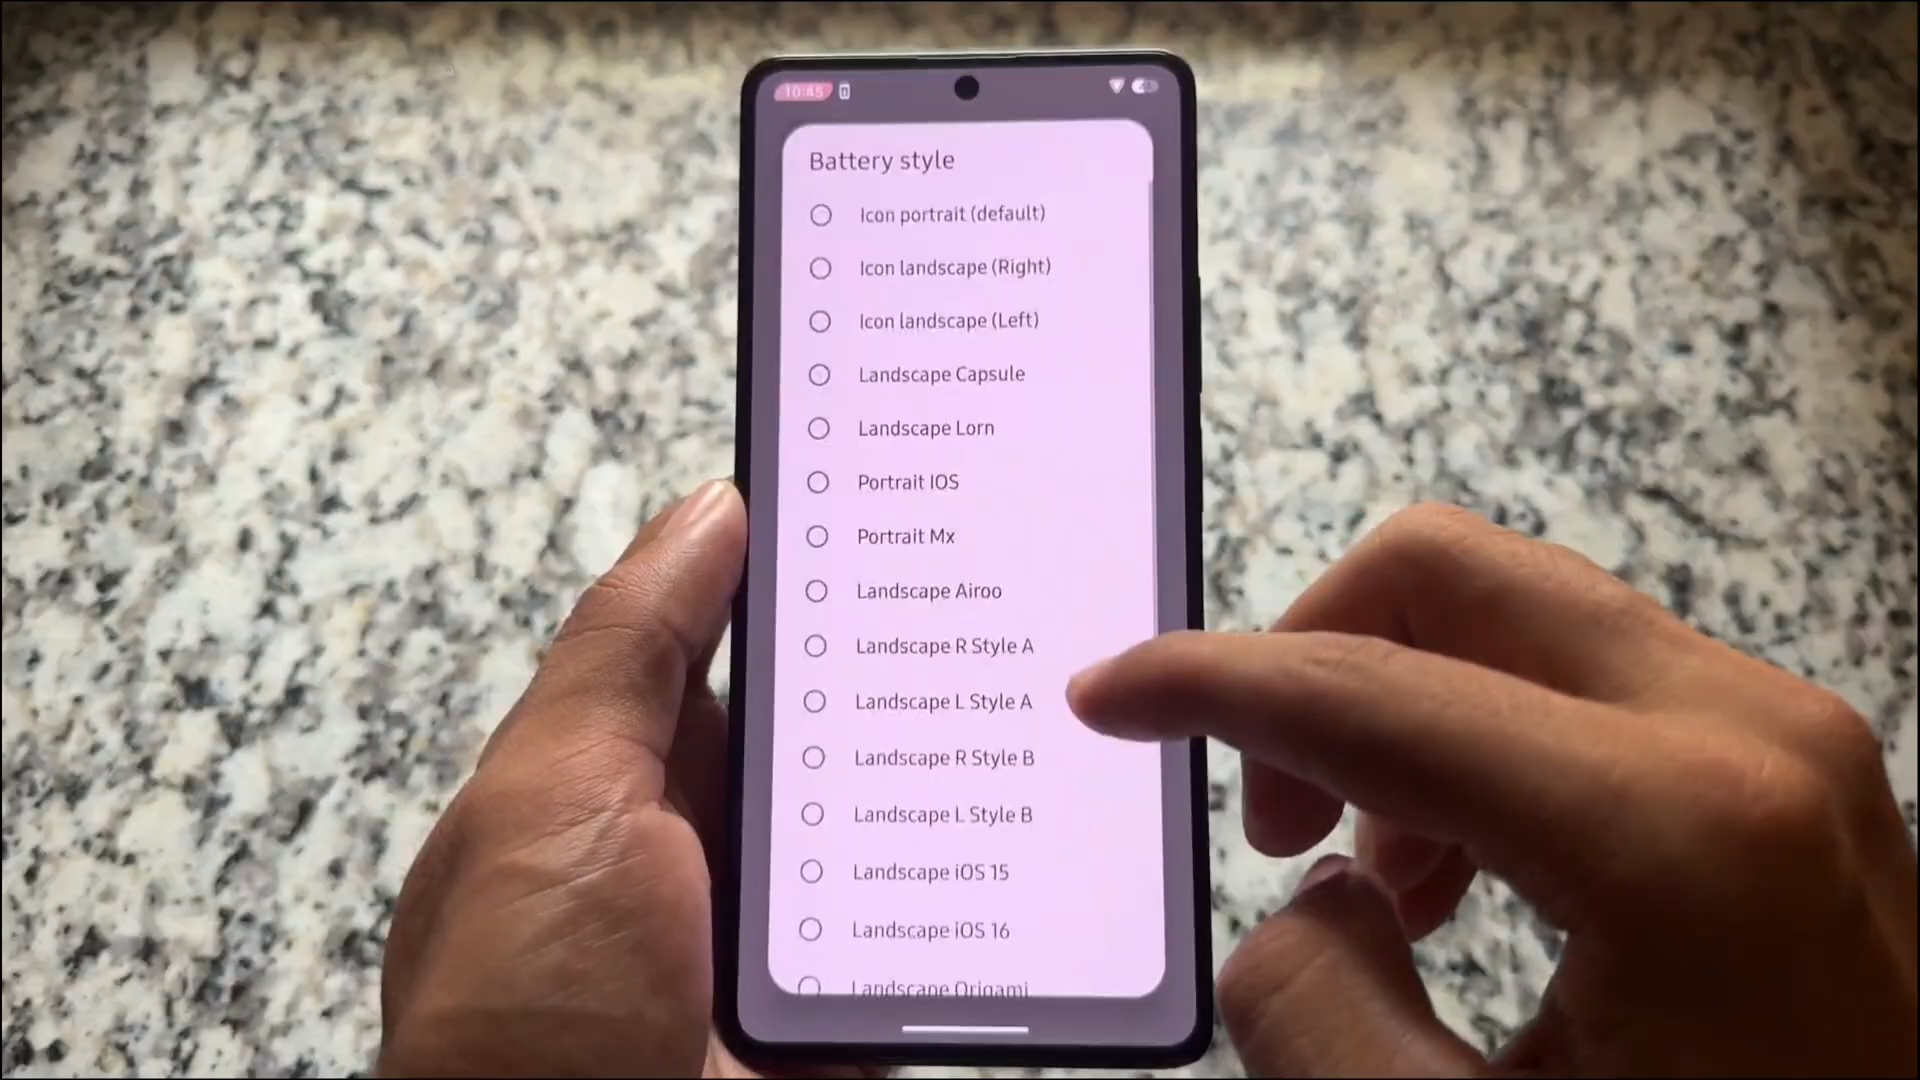 10:45
Battery style
Icon portrait (default)
Icon landscape (Right)
Icon landscape (Left)
Landscape Capsule
Landscape Lorn
Portrait IOS
Portrait Mx
Landscape Airoo
Landscape R Style A
Landscape L Style A
Landscape R Style B
Landscape L Style B
Landscape iOS 15
Landscape iOS 16
Landscape Origami